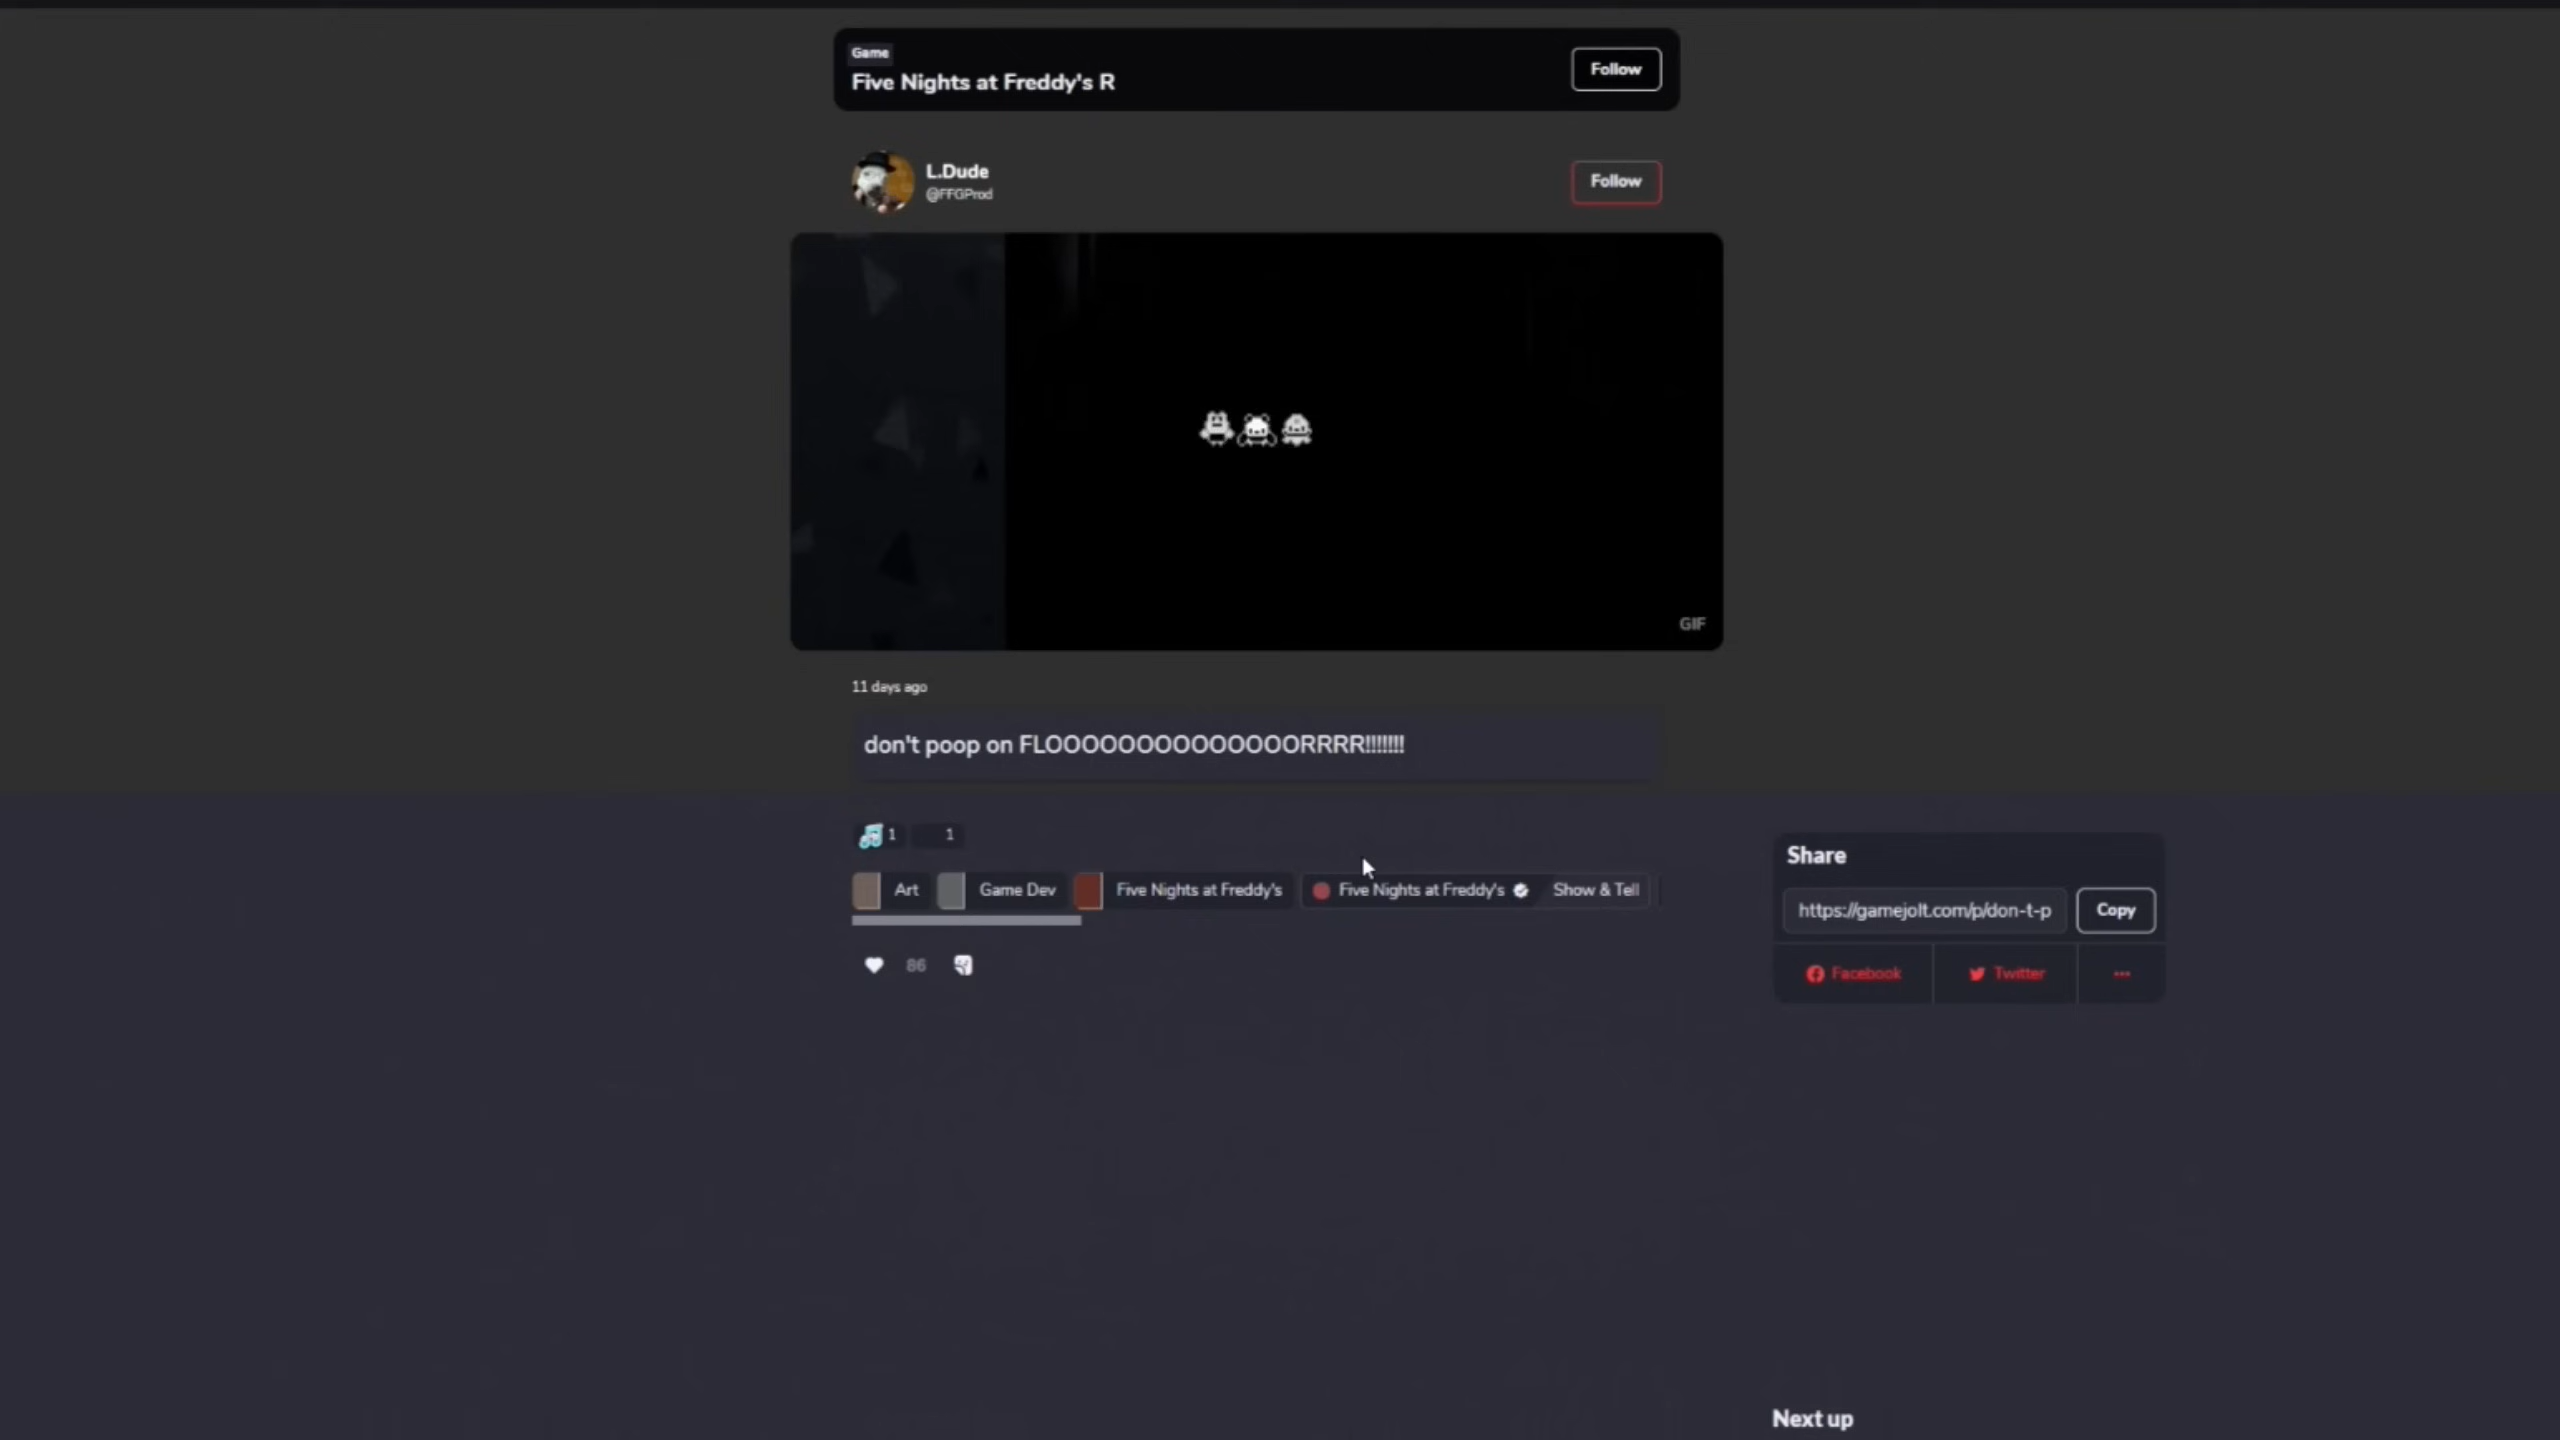 Game
Five Nights at Freddy's R
Follow
L.Dude
@FFGProd
Follow
GIF
11 days ago
don't poop on FLOOOOOOOOOOOOOORRRR!!!!!!!
1 1
Art Game Dev Five Nights at Freddy's Five Nights at Freddy's Show & Tell
86
Share
https://gamejolt.com/p/don-t-p Copy
Facebook Twitter ...
Next up